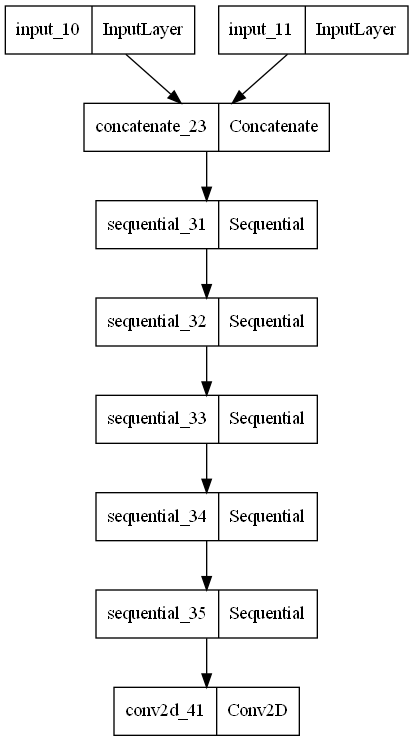 input_10 InputLayer input_11 InputLayer
concatenate_23 Concatenate
sequential_31 Sequential
sequential_32 Sequential
sequential_33 Sequential
sequential_34 Sequential
sequential_35 Sequential
conv2d_41 Conv2D